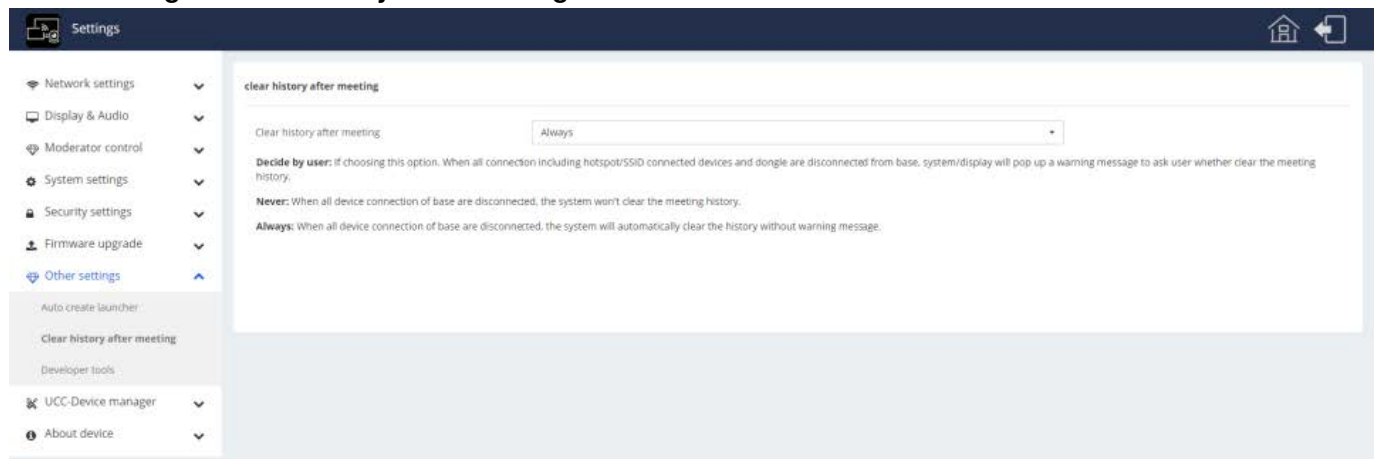 Settings
Network settings
Display & Audio
Moderator control
System settings
Security settings
Firmware upgrade
Other settings
Auto create launcher
Clear history after meeting
Developer tools
UCC-Device manager
About device
clear history after meeting
Clear history after meeting
Always
Decide by user: If choosing this option. When all connection including hotspot/SSID connected devices and dongle are disconnected from base, system/display will pop up a warning message to ask user whether clear the meeting
history.
Never: When all device connection of base are disconnected, the system won't clear the meeting history.
Always: When all device connection of base are disconnected, the system will automatically clear the history without warning message.